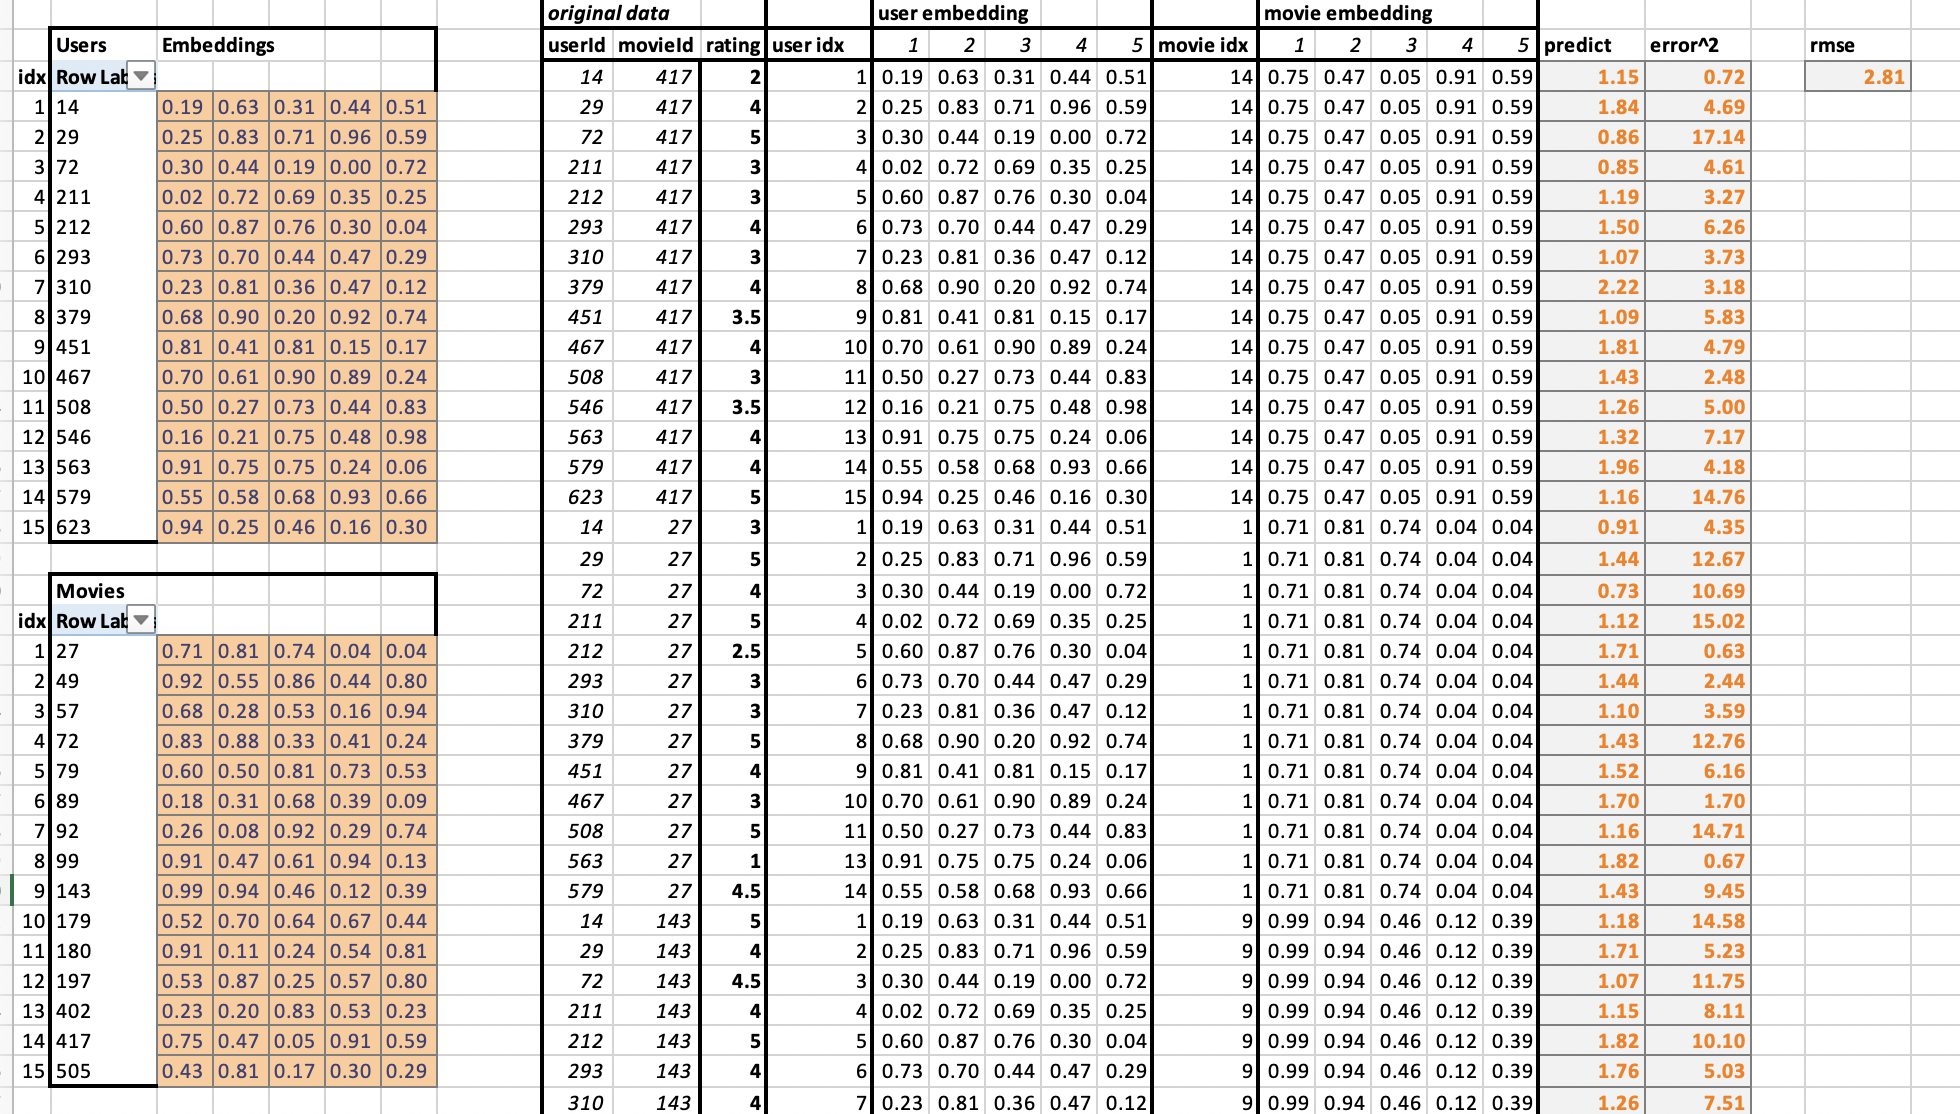 original data user embedding movie embedding
Users Embeddings userId movieId rating user idx 1 2 3 4 5 movie idx 1 2 3 4 5 predict error^2 rmse
idx Row Lab 14 417 2 1 0.19 0.63 0.31 0.44 0.51 14 0.75 0.47 0.05 0.91 0.59 1.15 0.72 2.81
1 14 0.19 0.63 0.31 0.44 0.51 29 417 4 2 0.25 0.83 0.71 0.96 0.59 14 0.75 0.47 0.05 0.91 0.59 1.84 4.69
2 29 0.25 0.83 0.71 0.96 0.59 72 417 5 3 0.30 0.44 0.19 0.00 0.72 14 0.75 0.47 0.05 0.91 0.59 0.86 17.14
3 72 0.30 0.44 0.19 0.00 0.72 211 417 3 4 0.02 0.72 0.69 0.35 0.25 14 0.75 0.47 0.05 0.91 0.59 0.85 4.61
4 211 0.02 0.72 0.69 0.35 0.25 212 417 3 5 0.60 0.87 0.76 0.30 0.04 14 0.75 0.47 0.05 0.91 0.59 1.19 3.27
5 212 0.60 0.87 0.76 0.30 0.04 293 417 4 6 0.73 0.70 0.44 0.47 0.29 14 0.75 0.47 0.05 0.91 0.59 1.50 6.26
6 293 0.73 0.70 0.44 0.47 0.29 310 417 3 7 0.23 0.81 0.36 0.47 0.12 14 0.75 0.47 0.05 0.91 0.59 1.07 3.73
7 310 0.23 0.81 0.36 0.47 0.12 379 417 4 8 0.68 0.90 0.20 0.92 0.74 14 0.75 0.47 0.05 0.91 0.59 2.22 3.18
8 379 0.68 0.90 0.20 0.92 0.74 451 417 3.5 9 0.81 0.41 0.81 0.15 0.17 14 0.75 0.47 0.05 0.91 0.59 1.09 5.83
9 451 0.81 0.41 0.81 0.15 0.17 467 417 4 10 0.70 0.61 0.90 0.89 0.24 14 0.75 0.47 0.05 0.91 0.59 1.81 4.79
10 467 0.70 0.61 0.90 0.89 0.24 508 417 3 11 0.50 0.27 0.73 0.44 0.83 14 0.75 0.47 0.05 0.91 0.59 1.43 2.48
11 508 0.50 0.27 0.73 0.44 0.83 546 417 3.5 12 0.16 0.21 0.75 0.48 0.98 14 0.75 0.47 0.05 0.91 0.59 1.26 5.00
12 546 0.16 0.21 0.75 0.48 0.98 563 417 4 13 0.91 0.75 0.75 0.24 0.06 14 0.75 0.47 0.05 0.91 0.59 1.32 7.17
13 563 0.91 0.75 0.75 0.24 0.06 579 417 4 14 0.55 0.58 0.68 0.93 0.66 14 0.75 0.47 0.05 0.91 0.59 1.96 4.18
14 579 0.55 0.58 0.68 0.93 0.66 623 417 5 15 0.94 0.25 0.46 0.16 0.30 14 0.75 0.47 0.05 0.91 0.59 1.16 14.76
15 623 0.94 0.25 0.46 0.16 0.30 14 27 3 1 0.19 0.63 0.31 0.44 0.51 1 0.71 0.81 0.74 0.04 0.04 0.91 4.35
29 27 5 2 0.25 0.83 0.71 0.96 0.59 1 0.71 0.81 0.74 0.04 0.04 1.44 12.67
Movies 72 27 4 3 0.30 0.44 0.19 0.00 0.72 1 0.71 0.81 0.74 0.04 0.04 0.73 10.69
idx Row Lab 211 27 5 4 0.02 0.72 0.69 0.35 0.25 1 0.71 0.81 0.74 0.04 0.04 1.12 15.02
1 27 0.71 0.81 0.74 0.04 0.04 212 27 2.5 5 0.60 0.87 0.76 0.30 0.04 1 0.71 0.81 0.74 0.04 0.04 1.71 0.63
2 49 0.92 0.55 0.86 0.44 0.80 293 27 3 6 0.73 0.70 0.44 0.47 0.29 1 0.71 0.81 0.74 0.04 0.04 1.44 2.44
3 57 0.68 0.28 0.53 0.16 0.94 310 27 3 7 0.23 0.81 0.36 0.47 0.12 1 0.71 0.81 0.74 0.04 0.04 1.10 3.59
4 72 0.83 0.88 0.33 0.41 0.24 379 27 5 8 0.68 0.90 0.20 0.92 0.74 1 0.71 0.81 0.74 0.04 0.04 1.43 12.76
5 79 0.60 0.50 0.81 0.73 0.53 451 27 4 9 0.81 0.41 0.81 0.15 0.17 1 0.71 0.81 0.74 0.04 0.04 1.52 6.16
6 89 0.18 0.31 0.68 0.39 0.09 467 27 3 10 0.70 0.61 0.90 0.89 0.24 1 0.71 0.81 0.74 0.04 0.04 1.70 1.70
7 92 0.26 0.08 0.92 0.29 0.74 508 27 5 11 0.50 0.27 0.73 0.44 0.83 1 0.71 0.81 0.74 0.04 0.04 1.16 14.71
8 99 0.91 0.47 0.61 0.94 0.13 563 27 1 13 0.91 0.75 0.75 0.24 0.06 1 0.71 0.81 0.74 0.04 0.04 1.82 0.67
9 143 0.99 0.94 0.46 0.12 0.39 579 27 4.5 14 0.55 0.58 0.68 0.93 0.66 1 0.71 0.81 0.74 0.04 0.04 1.43 9.45
10 179 0.52 0.70 0.64 0.67 0.44 14 143 5 1 0.19 0.63 0.31 0.44 0.51 9 0.99 0.94 0.46 0.12 0.39 1.18 14.58
11 180 0.91 0.11 0.24 0.54 0.81 29 143 4 2 0.25 0.83 0.71 0.96 0.59 9 0.99 0.94 0.46 0.12 0.39 1.71 5.23
12 197 0.53 0.87 0.25 0.57 0.80 72 143 4.5 3 0.30 0.44 0.19 0.00 0.72 9 0.99 0.94 0.46 0.12 0.39 1.07 11.75
13 402 0.23 0.20 0.83 0.53 0.23 211 143 4 4 0.02 0.72 0.69 0.35 0.25 9 0.99 0.94 0.46 0.12 0.39 1.15 8.11
14 417 0.75 0.47 0.05 0.91 0.59 212 143 5 5 0.60 0.87 0.76 0.30 0.04 9 0.99 0.94 0.46 0.12 0.39 1.82 10.10
15 505 0.43 0.81 0.17 0.30 0.29 293 143 4 6 0.73 0.70 0.44 0.47 0.29 9 0.99 0.94 0.46 0.12 0.39 1.76 5.03
310 143 4 7 0.23 0.81 0.36 0.47 0.12 9 0.99 0.94 0.46 0.12 0.39 1.26 7.51